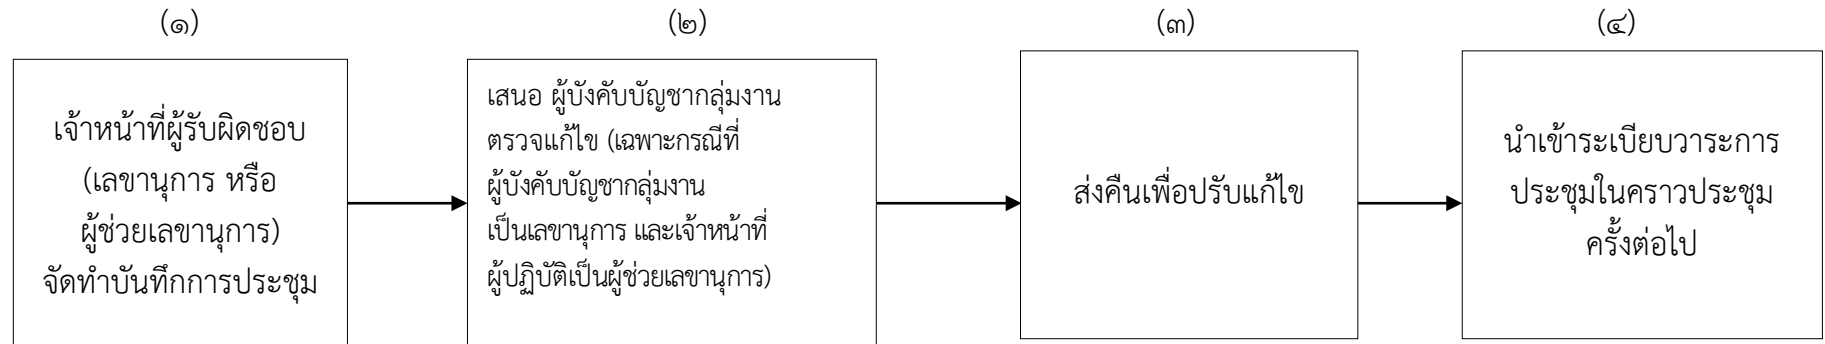 (๑)
(๒)
(๓)
(๔)
เจ้าหน้าที่ผู้รับผิดชอบ
(เลขานุการ หรือ
ผู้ช่วยเลขานุการ)
จัดทำบันทึกการประชุม
เสนอ ผู้บังคับบัญชากลุ่มงาน
ตรวจแก้ไข (เฉพาะกรณีที่
ผู้บังคับบัญชากลุ่มงาน
เป็นเลขานุการ และเจ้าหน้าที่
ผู้ปฏิบัติเป็นผู้ช่วยเลขานุการ)
ส่งคืนเพื่อปรับแก้ไข
นำเข้าระเบียบวาระการ
ประชุมในคราวประชุม
ครั้งต่อไป